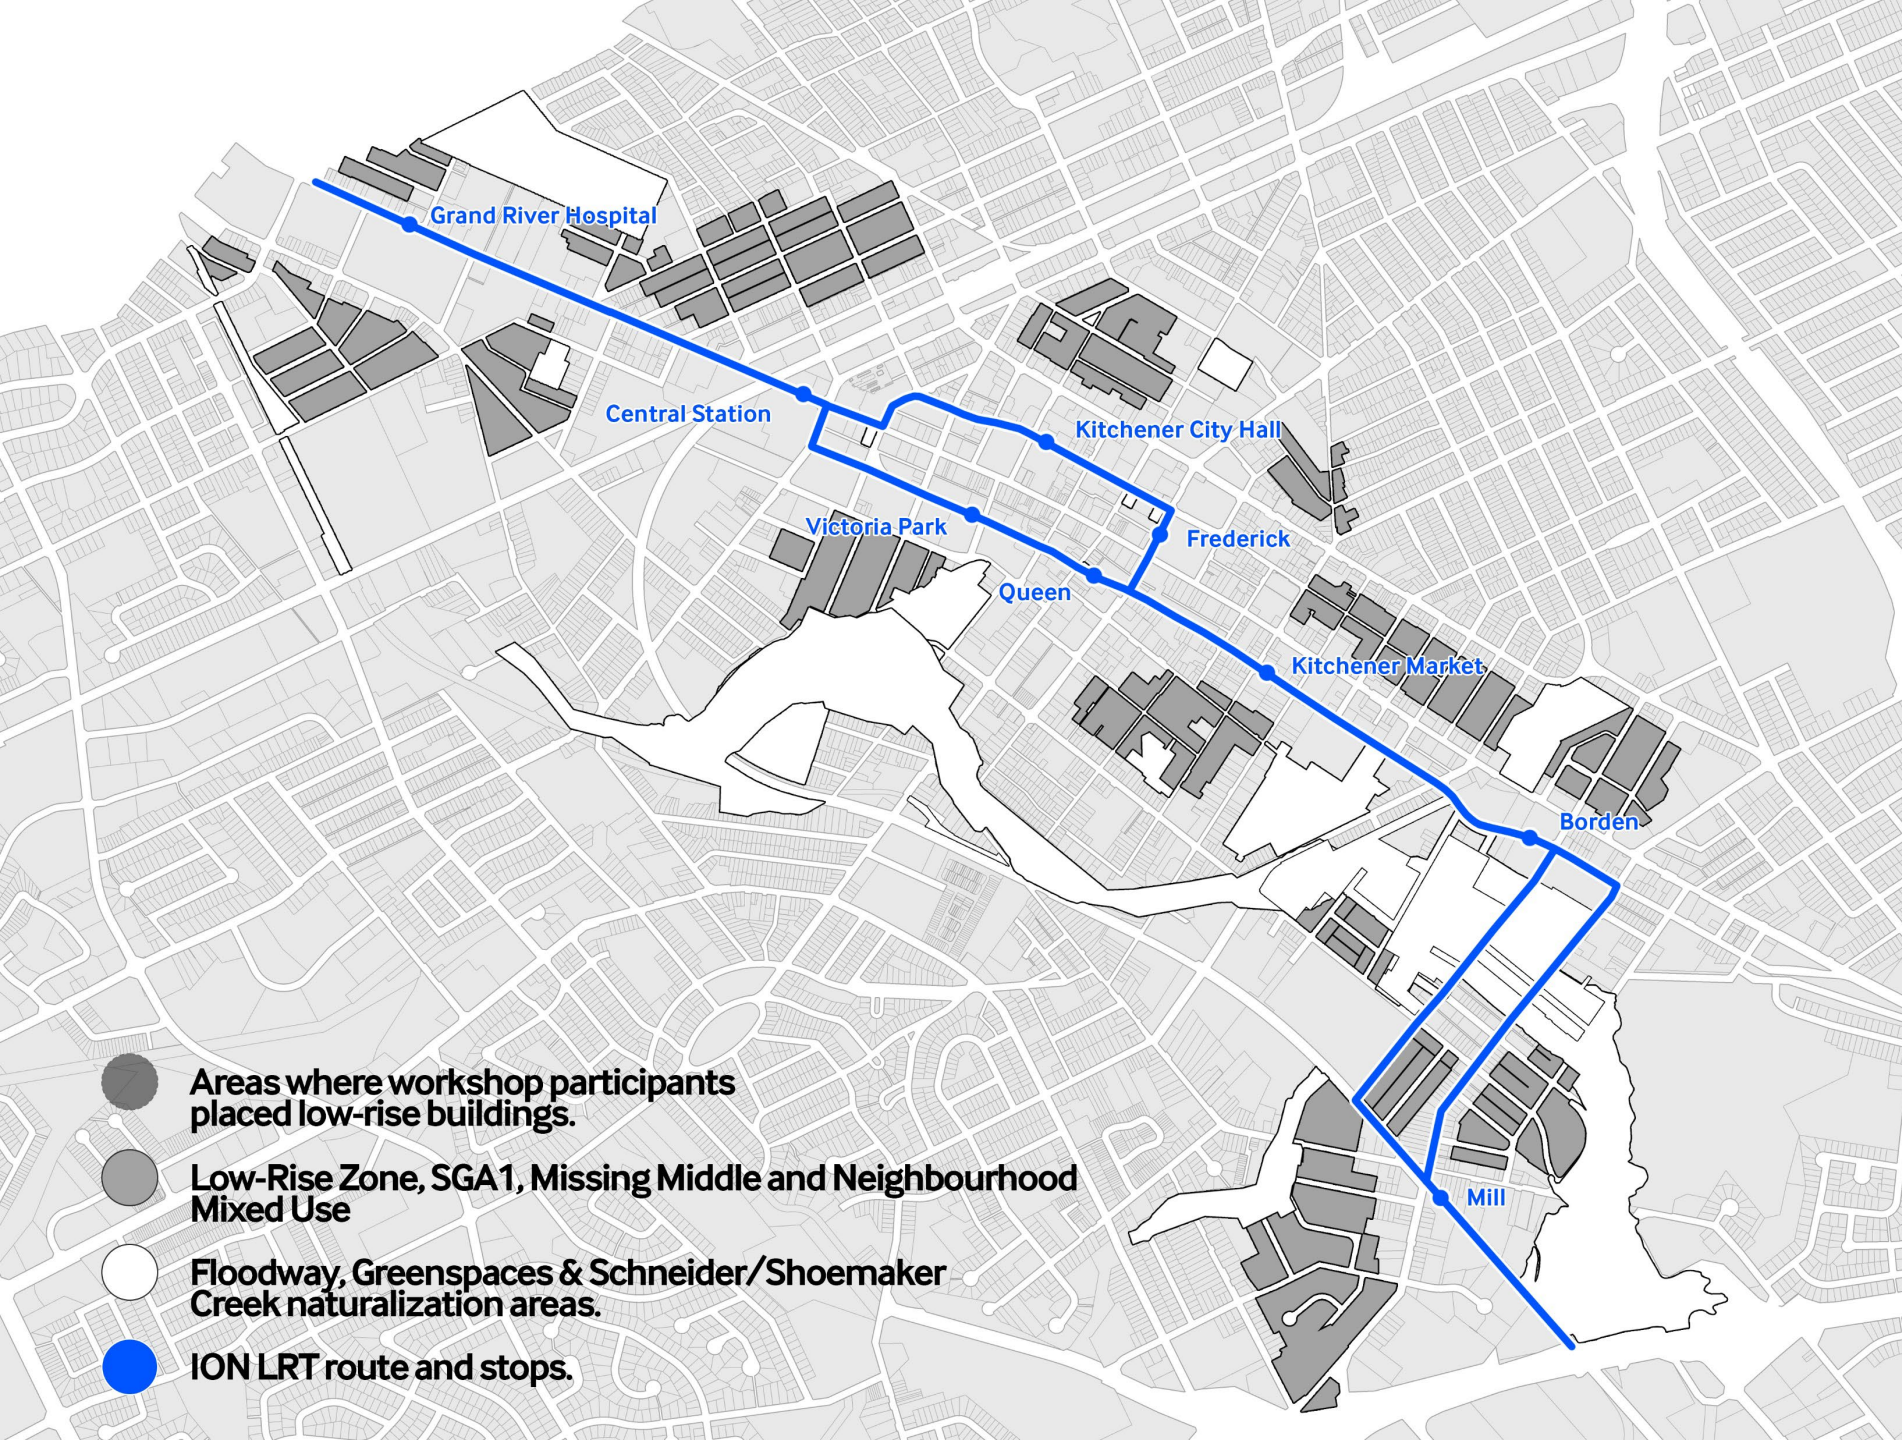 Grand River Hospital
Central Station
Kitchener City Hall
Victoria Park
Frederick
Queen
Kitchener Market
Borden
Mill
Areas where workshop participants
placed low-rise buildings.
Low-Rise Zone, SGA1, Missing Middle and Neighbourhood
Mixed Use
Floodway, Greenspaces & Schneider/Shoemaker
Creek naturalization areas.
ION LRT route and stops.